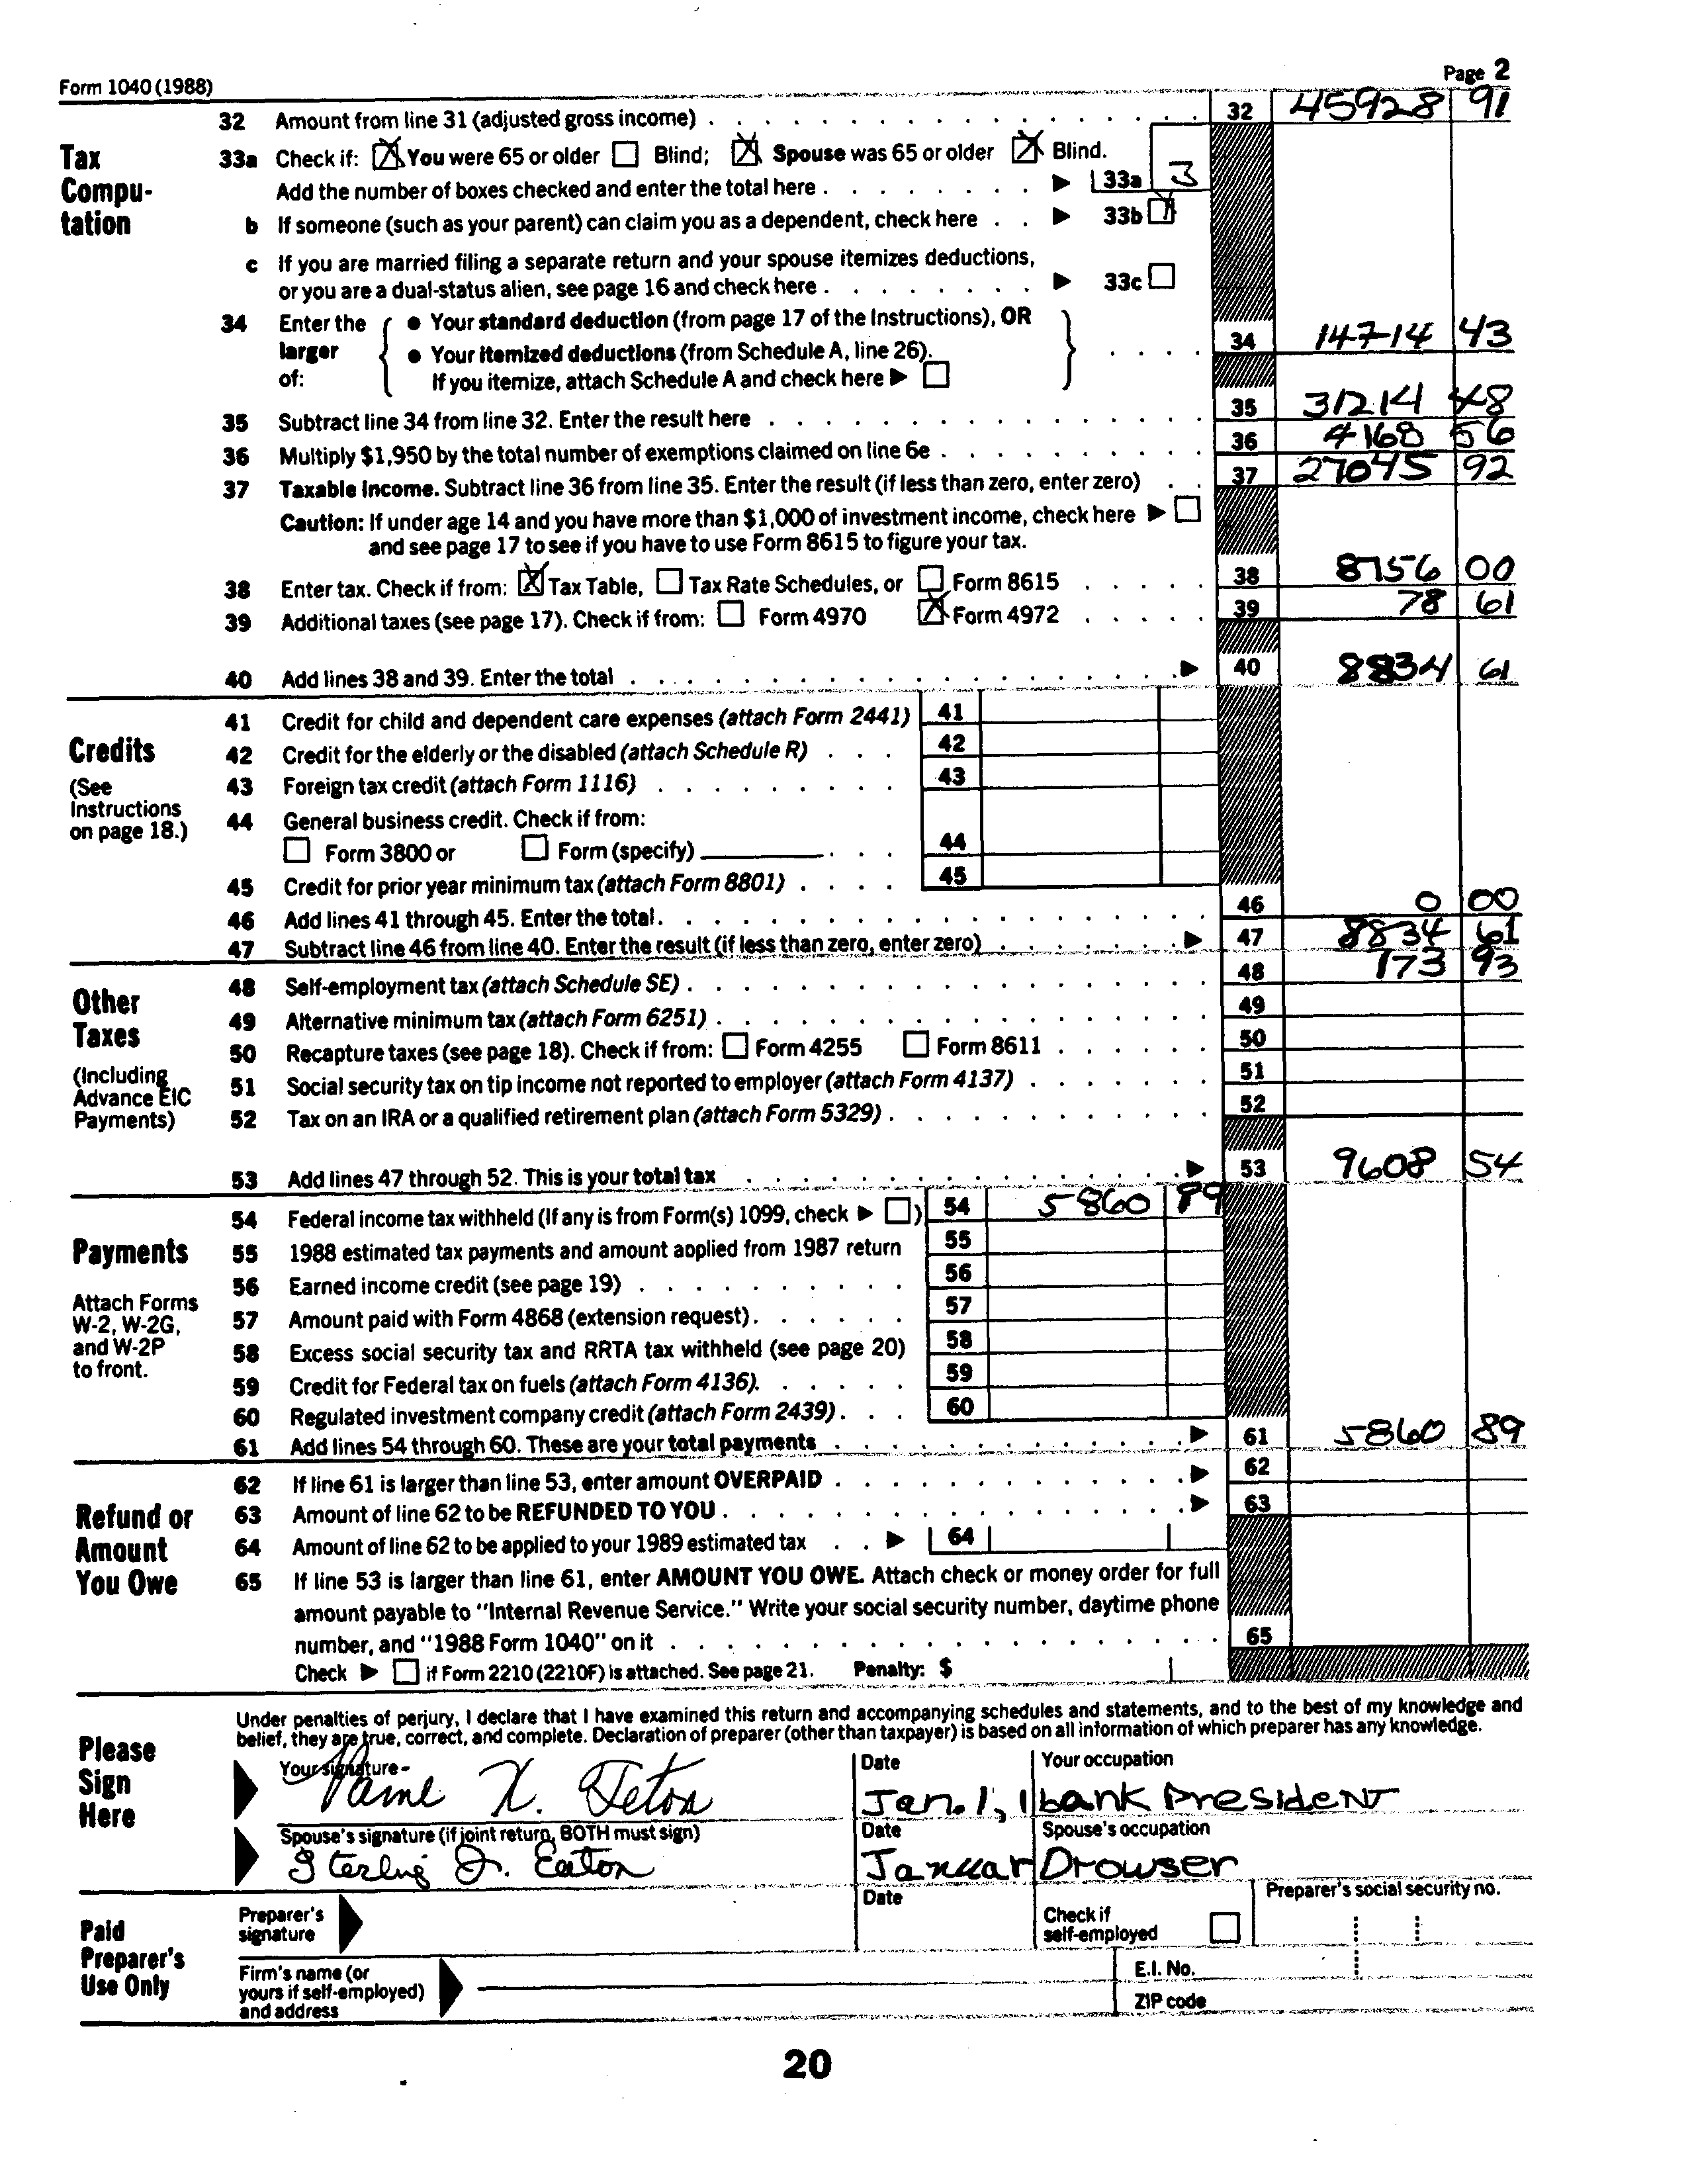 Form 1040 (1988)
Page 2
32 Amount from line 31 (adjusted gross income) . . . 32 45928 91
Tax Compu-tation
33a Check if: You were 65 or older Blind; Spouse was 65 or older Blind.
Add the number of boxes checked and enter the total here . . . 33a 3
b If someone (such as your parent) can claim you as a dependent, check here . . 33b
c If you are married filing a separate return and your spouse itemizes deductions,
or you are a dual-status alien, see page 16 and check here . . . 33c
34 Enter the larger of: • Your standard deduction (from page 17 of the Instructions), OR
• Your itemized deductions (from Schedule A, line 26). 34 14714 43
If you itemize, attach Schedule A and check here
35 Subtract line 34 from line 32. Enter the result here . . . 35 31214 48
36 Multiply $1,950 by the total number of exemptions claimed on line 6e . . . 36 4168 56
37 Taxable income. Subtract line 36 from line 35. Enter the result (if less than zero, enter zero) . . 37 27045 92
Caution: If under age 14 and you have more than $1,000 of investment income, check here
and see page 17 to see if you have to use Form 8615 to figure your tax.
38 Enter tax. Check if from: Tax Table, Tax Rate Schedules, or Form 8615 . . . 38 8756 00
39 Additional taxes (see page 17). Check if from: Form 4970 Form 4972 . . . 39 78 61
40 Add lines 38 and 39. Enter the total . . . 40 8834 61
Credits
(See Instructions on page 18.)
41 Credit for child and dependent care expenses (attach Form 2441) 41
42 Credit for the elderly or the disabled (attach Schedule R) . . . 42
43 Foreign tax credit (attach Form 1116) . . . 43
44 General business credit. Check if from:
Form 3800 or Form (specify) . . . 44
45 Credit for prior year minimum tax (attach Form 8801) . . . 45
46 Add lines 41 through 45. Enter the total . . . 46 0 00
47 Subtract line 46 from line 40. Enter the result (if less than zero, enter zero) . . . 47 8834 61
Other Taxes
(Including Advance EIC Payments)
48 Self-employment tax (attach Schedule SE) . . . 48 173 93
49 Alternative minimum tax (attach Form 6251) . . . 49
50 Recapture taxes (see page 18). Check if from: Form 4255 Form 8611 . . . 50
51 Social security tax on tip income not reported to employer (attach Form 4137) . . . 51
52 Tax on an IRA or a qualified retirement plan (attach Form 5329) . . . 52
53 Add lines 47 through 52. This is your total tax . . . 53 9608 54
Payments
Attach Forms W-2, W-2G, and W-2P to front.
54 Federal income tax withheld (If any is from Form(s) 1099, check ) 54 5860 89
55 1988 estimated tax payments and amount applied from 1987 return 55
56 Earned income credit (see page 19) . . . 56
57 Amount paid with Form 4868 (extension request) . . . 57
58 Excess social security tax and RRTA tax withheld (see page 20) 58
59 Credit for Federal tax on fuels (attach Form 4136). . . . 59
60 Regulated investment company credit (attach Form 2439) . . . 60
61 Add lines 54 through 60. These are your total payments . . . 61 5860 89
Refund or Amount You Owe
62 If line 61 is larger than line 53, enter amount OVERPAID . . . 62
63 Amount of line 62 to be REFUNDED TO YOU . . . 63
64 Amount of line 62 to be applied to your 1989 estimated tax . . 64
65 If line 53 is larger than line 61, enter AMOUNT YOU OWE. Attach check or money order for full
amount payable to "Internal Revenue Service." Write your social security number, daytime phone
number, and "1988 Form 1040" on it . . . 65
Check if Form 2210 (2210F) is attached. See page 21. Penalty: $
Please Sign Here
Under penalties of perjury, I declare that I have examined this return and accompanying schedules and statements, and to the best of my knowledge and
belief, they are true, correct, and complete. Declaration of preparer (other than taxpayer) is based on all information of which preparer has any knowledge.
Your signature Date Your occupation
X. Jan. 1, 1 bank President
Spouse's signature (if joint return, BOTH must sign) Date Spouse's occupation
Sterling J. Eaton Januar Drowser
Paid Preparer's Use Only
Preparer's signature Date Check if self-employed Preparer's social security no.
Firm's name (or yours if self-employed) and address E.I. No.
ZIP code
20